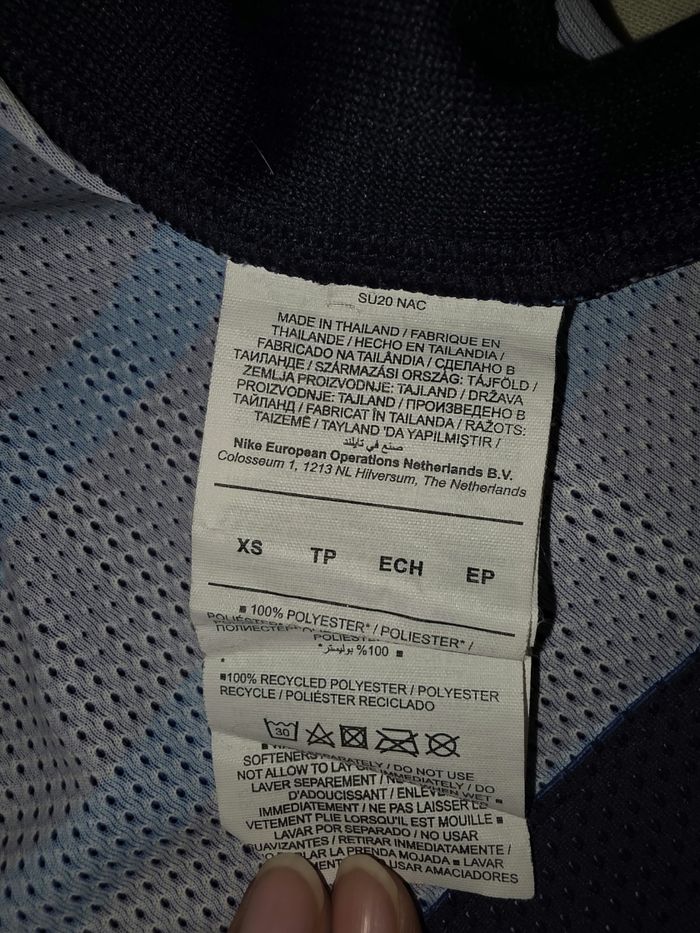 SU20 NAC
MADE IN THAILAND / FABRIQUE EN
THAILANDE / HECHO EN TAILANDIA /
FABRICADO NA TAILÂNDIA / СДЕЛАНО В
ТАИЛАНДЕ / SZÁRMAZÁSI ORSZÁG: TÁJFÖLD /
ZEMLJA PROIZVODNJE: TAJLAND / DRŽAVA
PROIZVODNJE: TAJLAND / ПРОИЗВЕДЕНО В
ТАЙЛАНД / FABRICAT ÎN TAILANDA / RAŽOTS:
TAIZEMĒ / TAYLAND 'DA YAPILMIŞTIR /
صنع في تايلند
Nike European Operations Netherlands B.V.
Colosseum 1, 1213 NL Hilversum, The Netherlands
XS TP ECH EP
■ 100% POLYESTER* / POLIESTER* /
%100 بوليستر* ■
*
■100% RECYCLED POLYESTER / POLYESTER
RECYCLE / POLIÉSTER RECICLADO
30
SOFTENERS / DO NOT USE
NOT ALLOW TO LAY IMMEDIATELY / DO
LAVER SEPAREMENT / WET ■
D'ADOUCISSANT / ENLEVER
IMMEDIATEMENT / NE PAS LAISSER LE
VETEMENT PLIE LORSQU'IL EST MOUILLE ■
LAVAR POR SEPARADO / NO USAR
SUAVIZANTES / RETIRAR INMEDIATAMENTE /
LA PRENDA MOJADA ■ LAVAR
USAR AMACIADORES